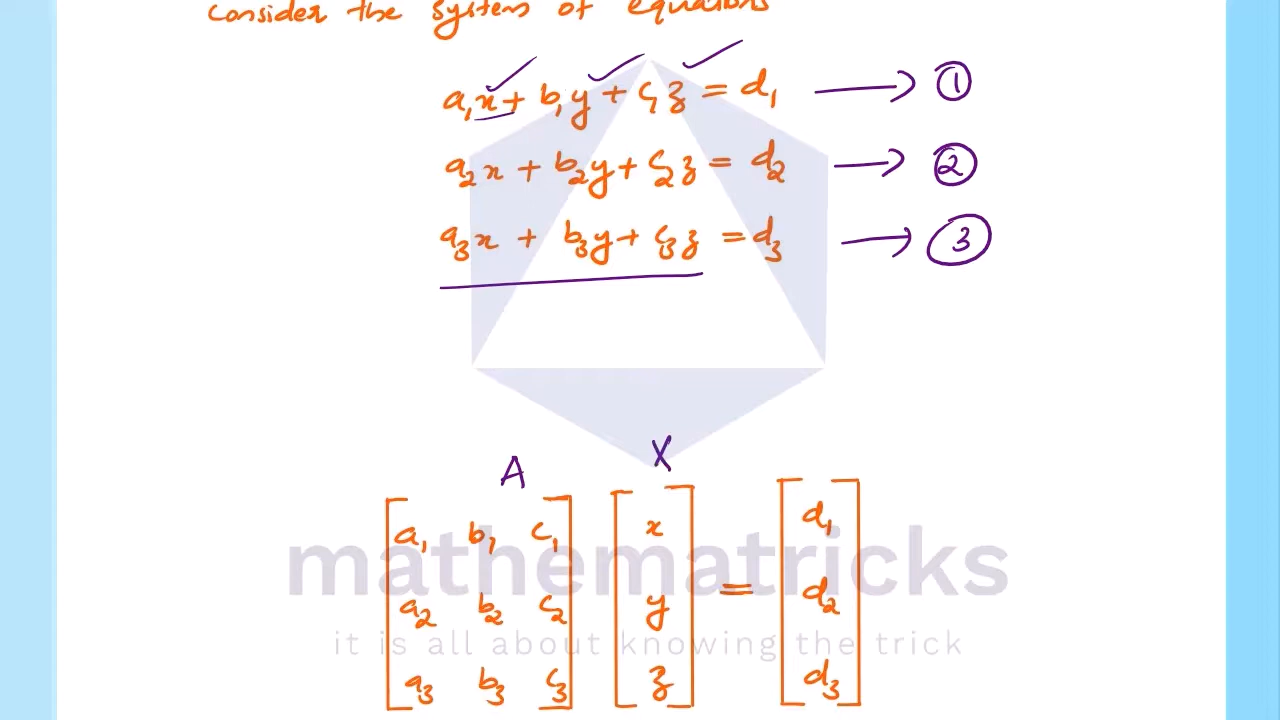 Consider the system of equations
a₁x + b₁y + c₁z = d₁ → ①
a₂x + b₂y + c₂z = d₂ → ②
a₃x + b₃y + c₃z = d₃ → ③
A X
a₁ b₁ c₁ x d₁
mathematricks
a₂ b₂ c₂ y = d₂
it is all about knowing the trick
a₃ b₃ c₃ z d₃